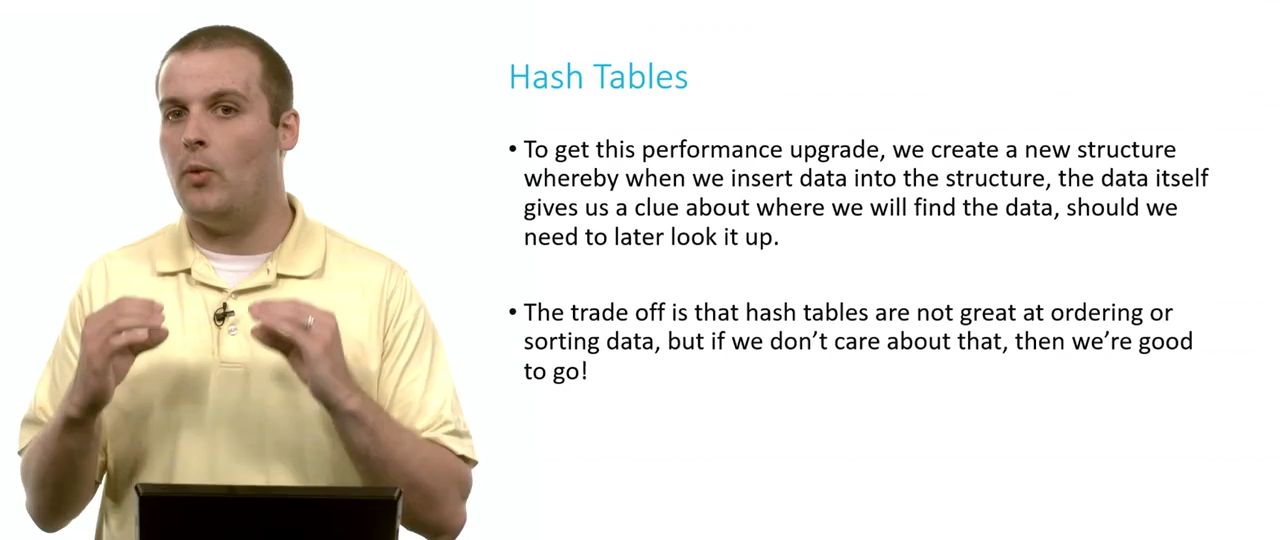 Hash Tables
• To get this performance upgrade, we create a new structure
whereby when we insert data into the structure, the data itself
gives us a clue about where we will find the data, should we
need to later look it up.
• The trade off is that hash tables are not great at ordering or
sorting data, but if we don’t care about that, then we’re good
to go!